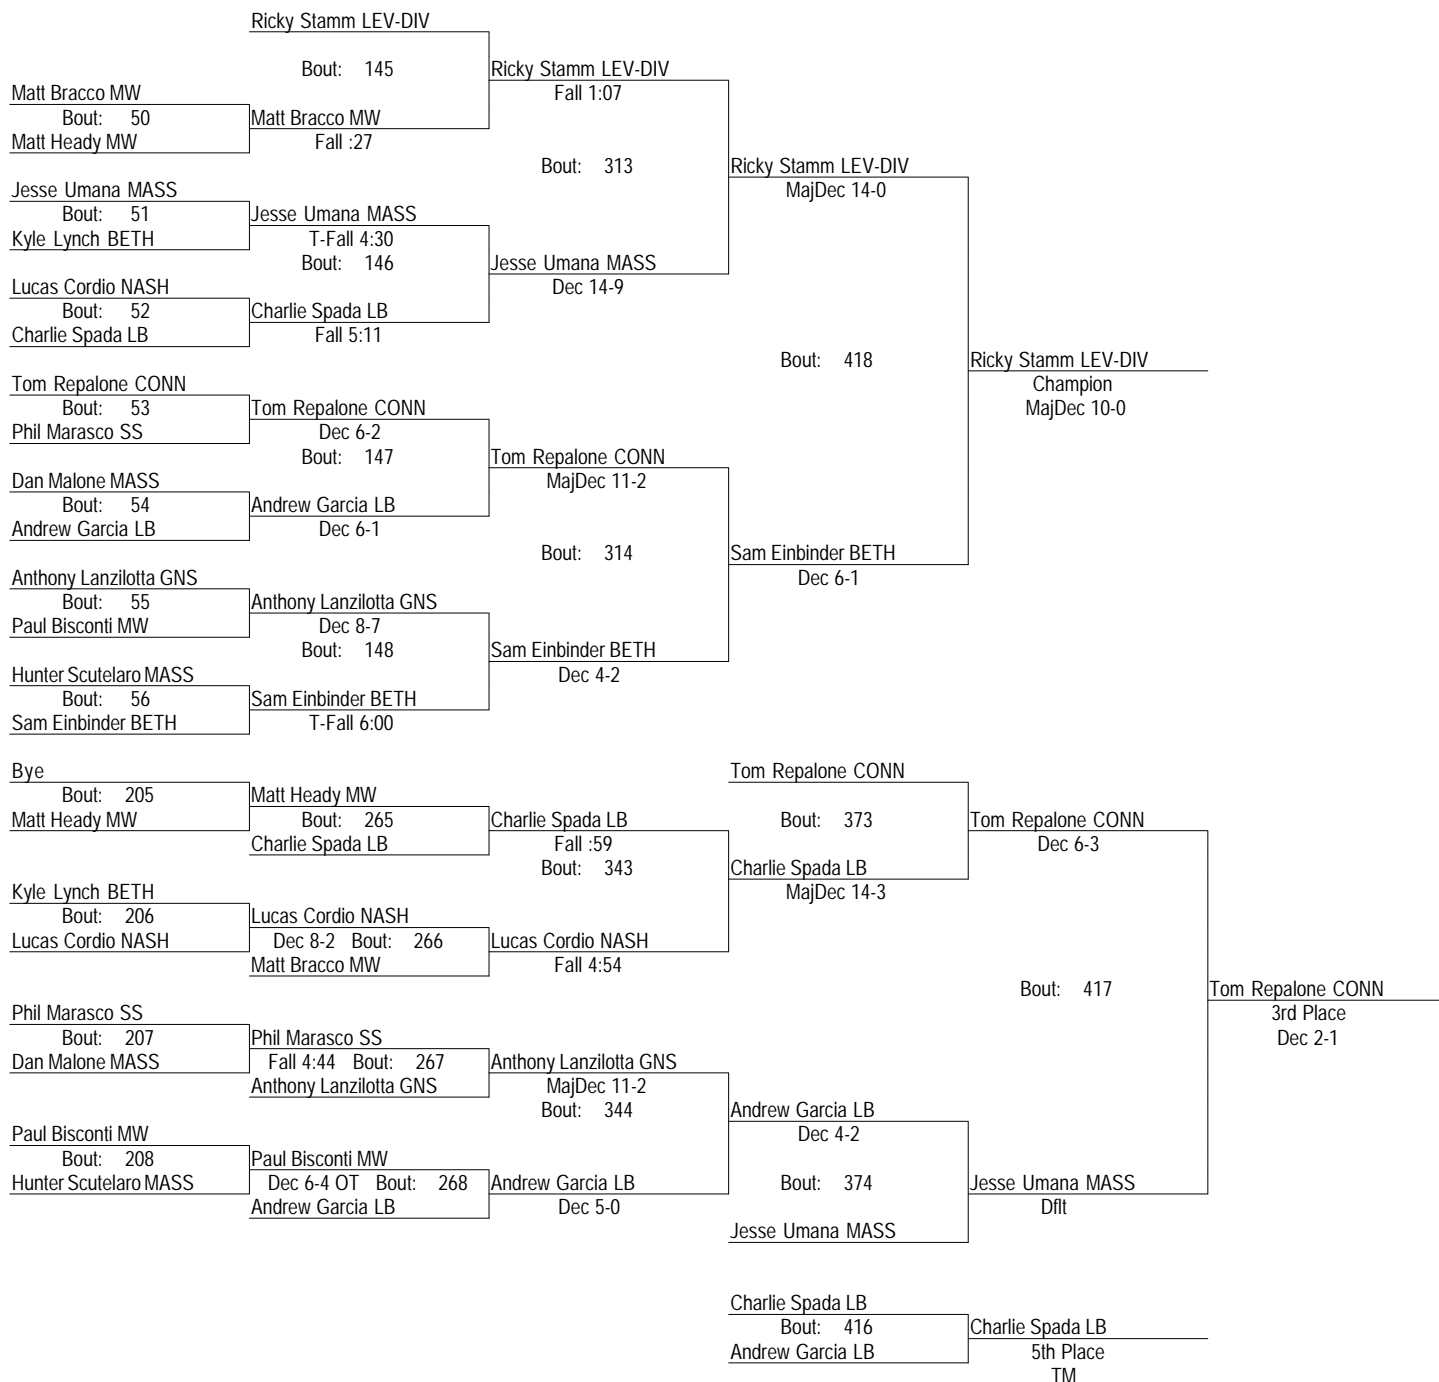 Ricky Stamm LEV-DIV
Bout: 145
Ricky Stamm LEV-DIV
Fall 1:07
Matt Bracco MW
Bout: 50
Matt Heady MW
Matt Bracco MW
Fall :27
Bout: 313
Ricky Stamm LEV-DIV
MajDec 14-0
Jesse Umana MASS
Bout: 51
Kyle Lynch BETH
Jesse Umana MASS
T-Fall 4:30
Bout: 146
Jesse Umana MASS
Dec 14-9
Lucas Cordio NASH
Bout: 52
Charlie Spada LB
Charlie Spada LB
Fall 5:11
Bout: 418
Ricky Stamm LEV-DIV
Champion
MajDec 10-0
Tom Repalone CONN
Bout: 53
Phil Marasco SS
Tom Repalone CONN
Dec 6-2
Bout: 147
Tom Repalone CONN
MajDec 11-2
Dan Malone MASS
Bout: 54
Andrew Garcia LB
Andrew Garcia LB
Dec 6-1
Bout: 314
Sam Einbinder BETH
Dec 6-1
Anthony Lanzilotta GNS
Bout: 55
Paul Bisconti MW
Anthony Lanzilotta GNS
Dec 8-7
Bout: 148
Sam Einbinder BETH
Dec 4-2
Hunter Scutelaro MASS
Bout: 56
Sam Einbinder BETH
Sam Einbinder BETH
T-Fall 6:00
Bye
Bout: 205
Matt Heady MW
Matt Heady MW
Bout: 265
Charlie Spada LB
Charlie Spada LB
Fall :59
Bout: 343
Tom Repalone CONN
Bout: 373
Charlie Spada LB
MajDec 14-3
Tom Repalone CONN
Dec 6-3
Kyle Lynch BETH
Bout: 206
Lucas Cordio NASH
Lucas Cordio NASH
Dec 8-2 Bout: 266
Matt Bracco MW
Lucas Cordio NASH
Fall 4:54
Bout: 417
Tom Repalone CONN
3rd Place
Dec 2-1
Phil Marasco SS
Bout: 207
Dan Malone MASS
Phil Marasco SS
Fall 4:44 Bout: 267
Anthony Lanzilotta GNS
Anthony Lanzilotta GNS
MajDec 11-2
Bout: 344
Andrew Garcia LB
Dec 4-2
Paul Bisconti MW
Bout: 208
Hunter Scutelaro MASS
Paul Bisconti MW
Dec 6-4 OT Bout: 268
Andrew Garcia LB
Andrew Garcia LB
Dec 5-0
Bout: 374
Jesse Umana MASS
Jesse Umana MASS
Dflt
Charlie Spada LB
Bout: 416
Andrew Garcia LB
Charlie Spada LB
5th Place
TM